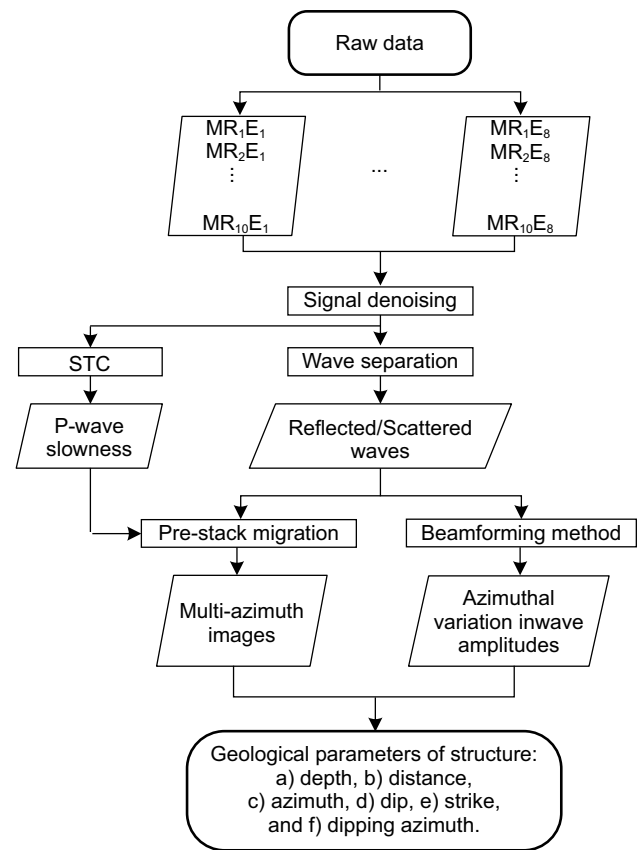 Raw data
MR₁E₁
MR₂E₁
⋮
MR₁₀E₁
...
MR₁E₈
MR₂E₈
⋮
MR₁₀E₈
Signal denoising
STC
Wave separation
P-wave
slowness
Reflected/Scattered
waves
Pre-stack migration
Beamforming method
Multi-azimuth
images
Azimuthal
variation inwave
amplitudes
Geological parameters of structure:
a) depth, b) distance,
c) azimuth, d) dip, e) strike,
and f) dipping azimuth.